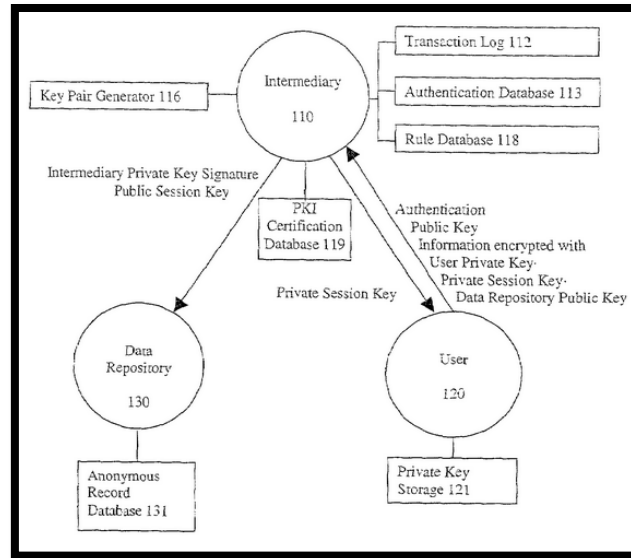 Transaction Log 112
Intermediary
110
Key Pair Generator 116
Authentication Database 113
Rule Database 118
Intermediary Private Key Signature
Public Session Key
PKI
Certification
Database 119
Authentication
Public Key
Information encrypted with
User Private Key·
Private Session Key·
Data Repository Public Key
Private Session Key
Data
Repository
130
User
120
Anonymous
Record
Database 131
Private Key
Storage 121